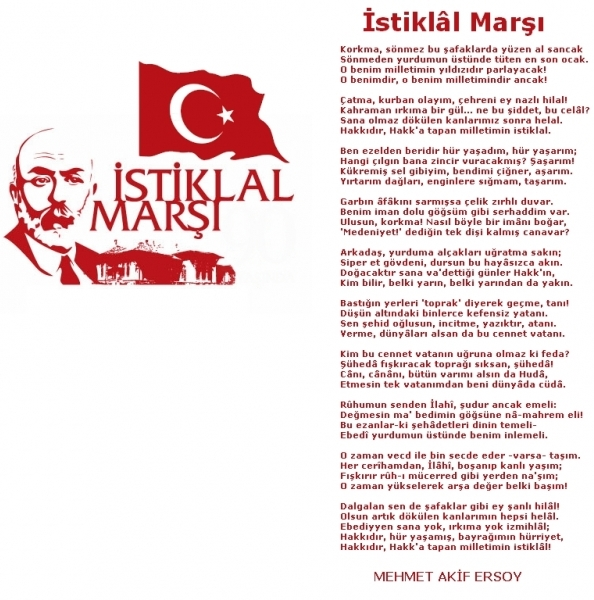 İSTİKLAL
MARŞI
İstiklâl Marşı
Korkma, sönmez bu şafaklarda yüzen al sancak
Sönmeden yurdumun üstünde tüten en son ocak.
O benim milletimin yıldızıdır parlayacak!
O benimdir, o benim milletimindir ancak!
Çatma, kurban olayım, çehreni ey nazlı hilal!
Kahraman ırkıma bir gül... ne bu şiddet, bu celâl?
Sana olmaz dökülen kanlarımız sonra helal.
Hakkıdır, Hakk'a tapan milletimin istiklal.
Ben ezelden beridir hür yaşadım, hür yaşarım;
Hangi çılgın bana zincir vuracakmış? Şaşarım!
Kükremiş sel gibiyim, bendimi çiğner, aşarım.
Yırtarım dağları, enginlere sığmam, taşarım.
Garbın âfâkını sarmışsa çelik zırhlı duvar.
Benim iman dolu göğsüm gibi serhaddim var.
Ulusun, korkma! Nasıl böyle bir imânı boğar,
'Medeniyet!' dediğin tek dişi kalmış canavar?
Arkadaş, yurduma alçakları uğratma sakın;
Siper et gövdeni, dursun bu hayâsızca akın.
Doğacaktır sana va'dettiği günler Hakk'ın,
Kim bilir, belki yarın, belki yarından da yakın.
Bastığın yerleri 'toprak' diyerek geçme, tanı!
Düşün altındaki binlerce kefensiz yatanı.
Sen şehid oğlusun, incitme, yazıktır, atanı.
Verme, dünyâları alsan da bu cennet vatanı.
Kim bu cennet vatanın uğruna olmaz ki feda?
Şühedâ fışkıracak toprağı sıksan, şühedâ!
Cânı, cânânı, bütün varımı alsın da Hudâ,
Etmesin tek vatanımdan beni dünyâda cüdâ.
Rûhumun senden İlahî, şudur ancak emeli:
Değmesin ma' bedimin göğsüne nâ-mahrem eli!
Bu ezanlar-ki şehâdetleri dinin temeli-
Ebedî yurdumun üstünde benim inlemeli.
O zaman vecd ile bin secde eder -varsa- taşım.
Her cerîhamdan, İlâhî, boşanıp kanlı yaşım;
Fışkırır rûh-ı mücerred gibi yerden na'şım;
O zaman yükselerek arşa değer belki başım!
Dalgalan sen de şafaklar gibi ey şanlı hilâl!
Olsun artık dökülen kanlarımın hepsi helâl.
Ebediyyen sana yok, ırkıma yok izmihlâl;
Hakkıdır, hür yaşamış, bayrağımın hürriyet,
Hakkıdır, Hakk'a tapan milletimin istiklâl!
MEHMET AKİF ERSOY